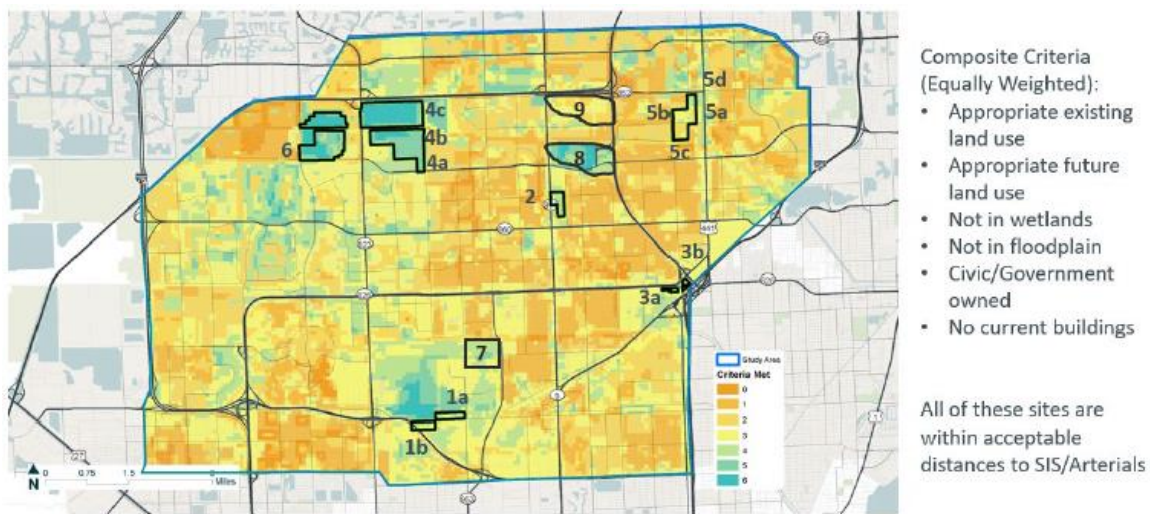 5d
4c
9
5b
5a
4b
6
8
5c
4a
2
441
3b
3a
7
Study Area
Criteria Met
0
1
2
3
4
5
6
1a
1b
0 0.75 1.5 3
Miles
N
Composite Criteria
(Equally Weighted):
• Appropriate existing
land use
• Appropriate future
land use
• Not in wetlands
• Not in floodplain
• Civic/Government
owned
• No current buildings
All of these sites are
within acceptable
distances to SIS/Arterials